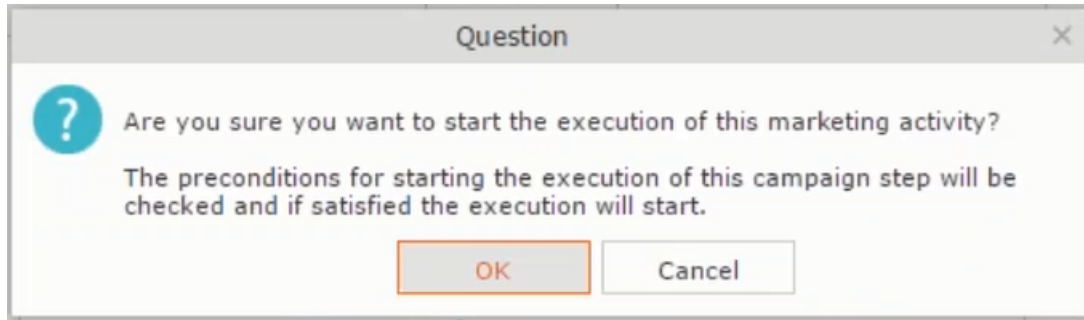 Question
Are you sure you want to start the execution of this marketing activity?
The preconditions for starting the execution of this campaign step will be
checked and if satisfied the execution will start.
OK
Cancel